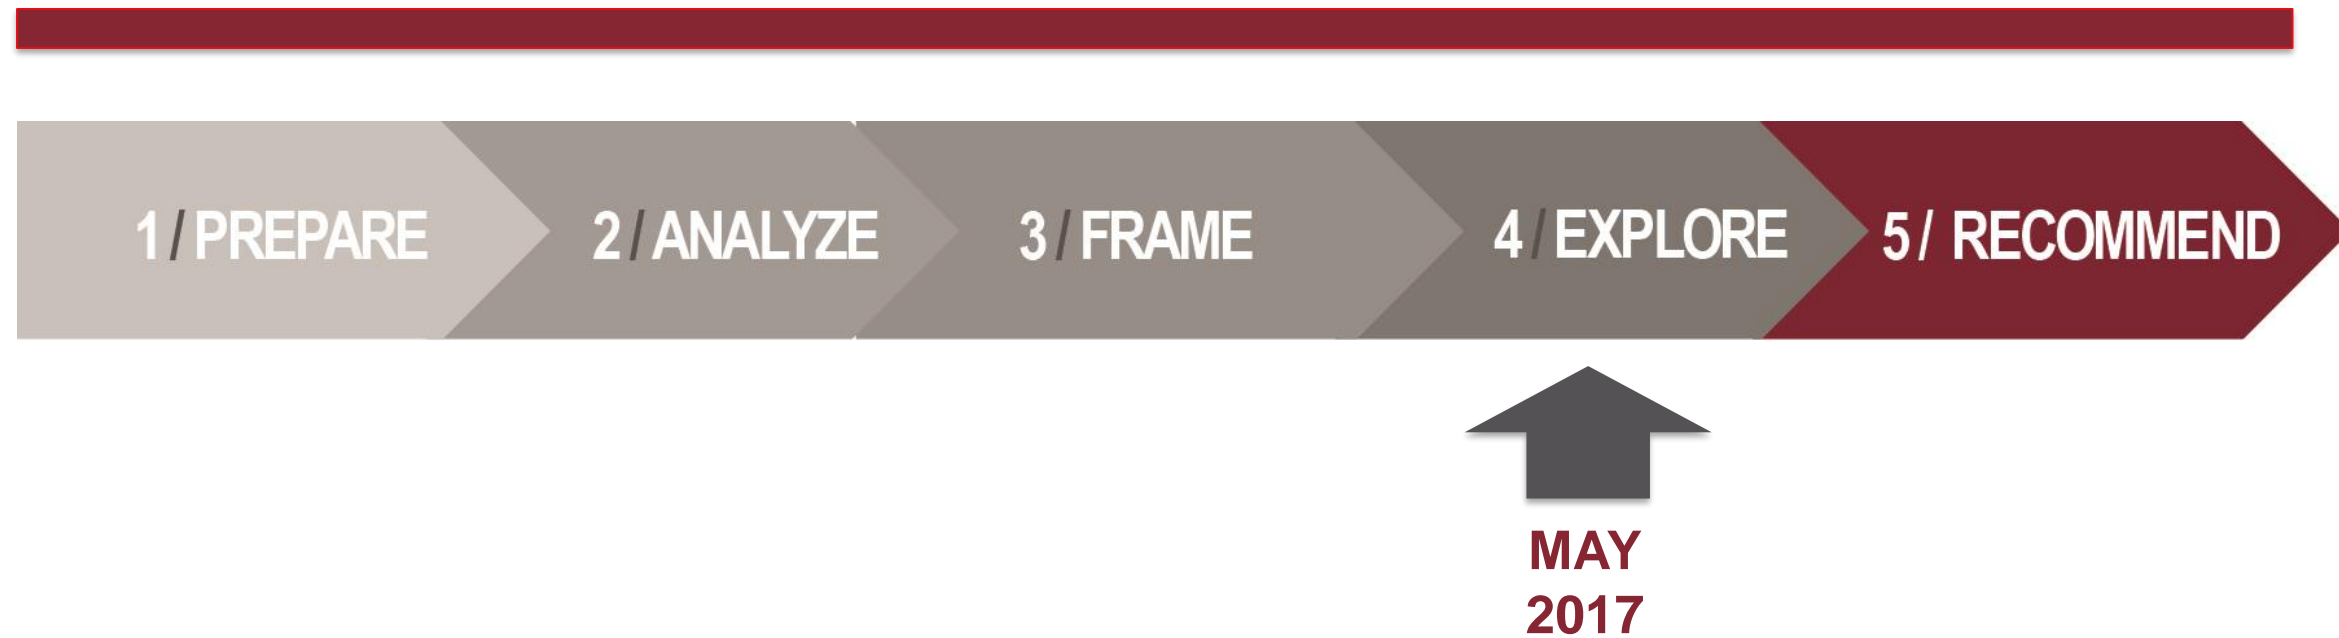 1 / PREPARE 2 / ANALYZE 3 / FRAME 4 / EXPLORE 5 / RECOMMEND
MAY
2017